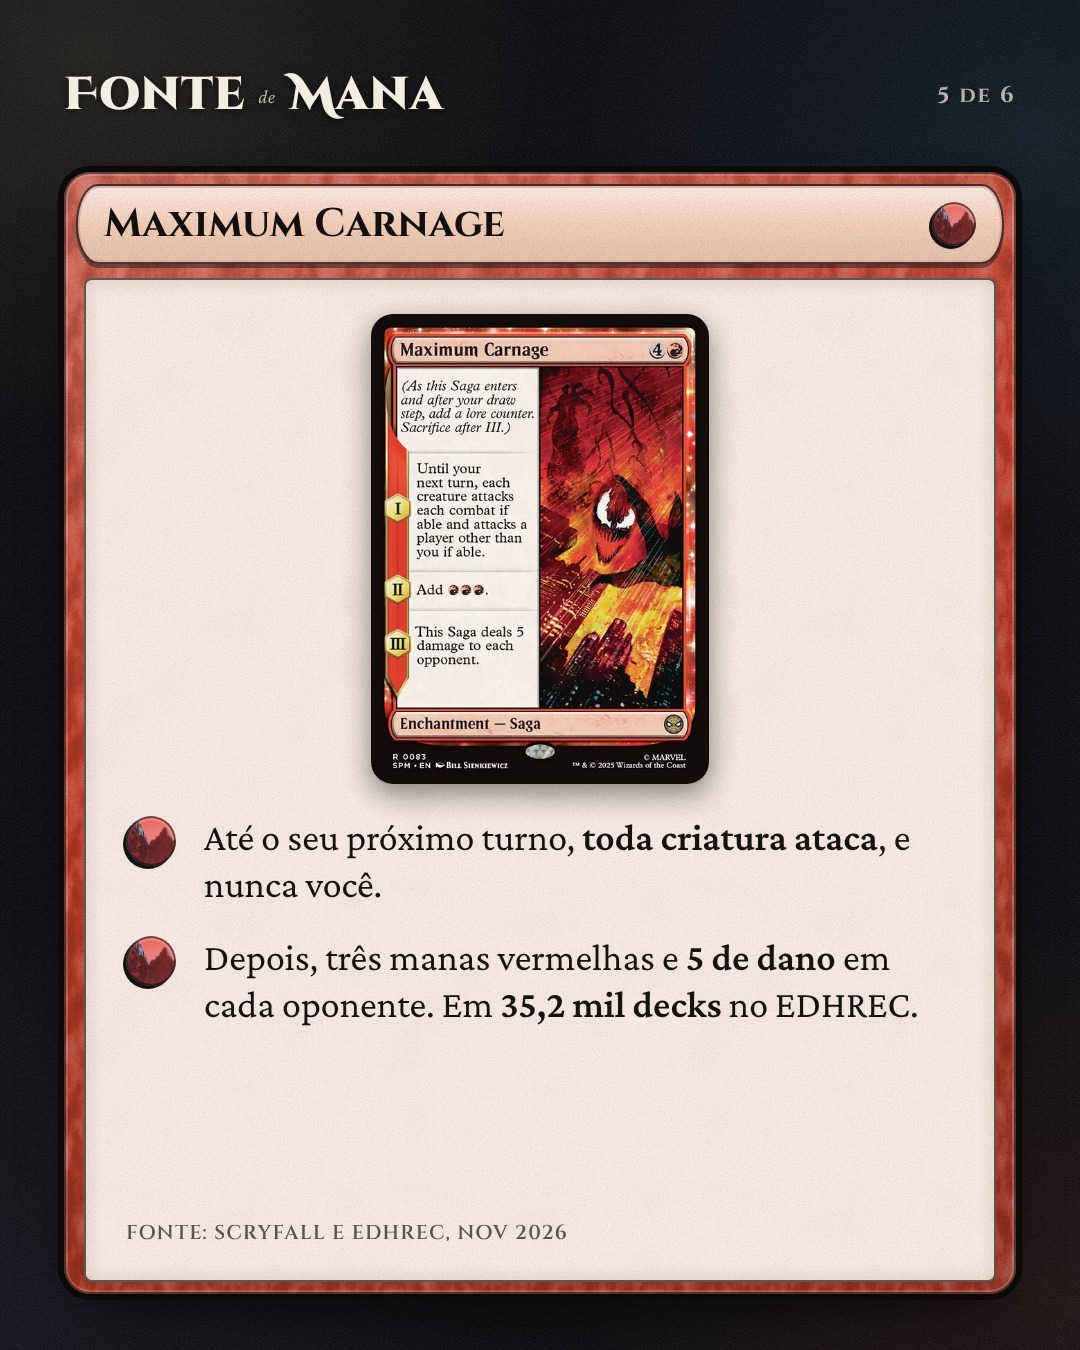 Fonte de Mana
5 de 6
Maximum Carnage
Maximum Carnage 4
(As this Saga enters
and after your draw
step, add a lore counter.
Sacrifice after III.)
I
Until your
next turn, each
creature attacks
each combat if
able and attacks a
player other than
you if able.
II
Add .
III
This Saga deals 5
damage to each
opponent.
Enchantment — Saga
R 0083
SPM • EN Bill Sienkiewicz
© MARVEL
™ & © 2025 Wizards of the Coast
Até o seu próximo turno, toda criatura ataca, e
nunca você.
Depois, três manas vermelhas e 5 de dano em
cada oponente. Em 35,2 mil decks no EDHREC.
FONTE: SCRYFALL E EDHREC, NOV 2026